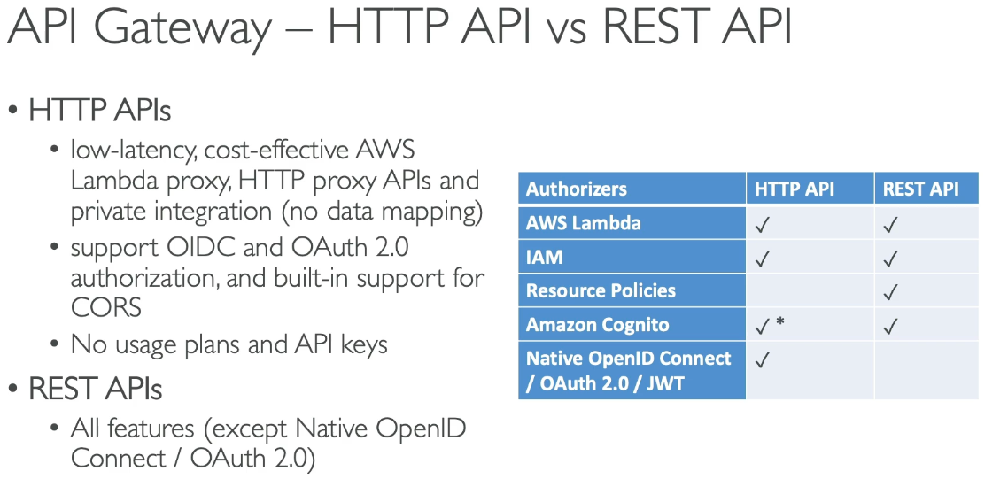 API Gateway – HTTP API vs REST API
• HTTP APIs
• low-latency, cost-effective AWS
Lambda proxy, HTTP proxy APIs and
private integration (no data mapping)
• support OIDC and OAuth 2.0
authorization, and built-in support for
CORS
• No usage plans and API keys
• REST APIs
• All features (except Native OpenID
Connect / OAuth 2.0)
Authorizers HTTP API REST API
AWS Lambda ✓ ✓
IAM ✓ ✓
Resource Policies ✓
Amazon Cognito ✓ * ✓
Native OpenID Connect ✓
/ OAuth 2.0 / JWT